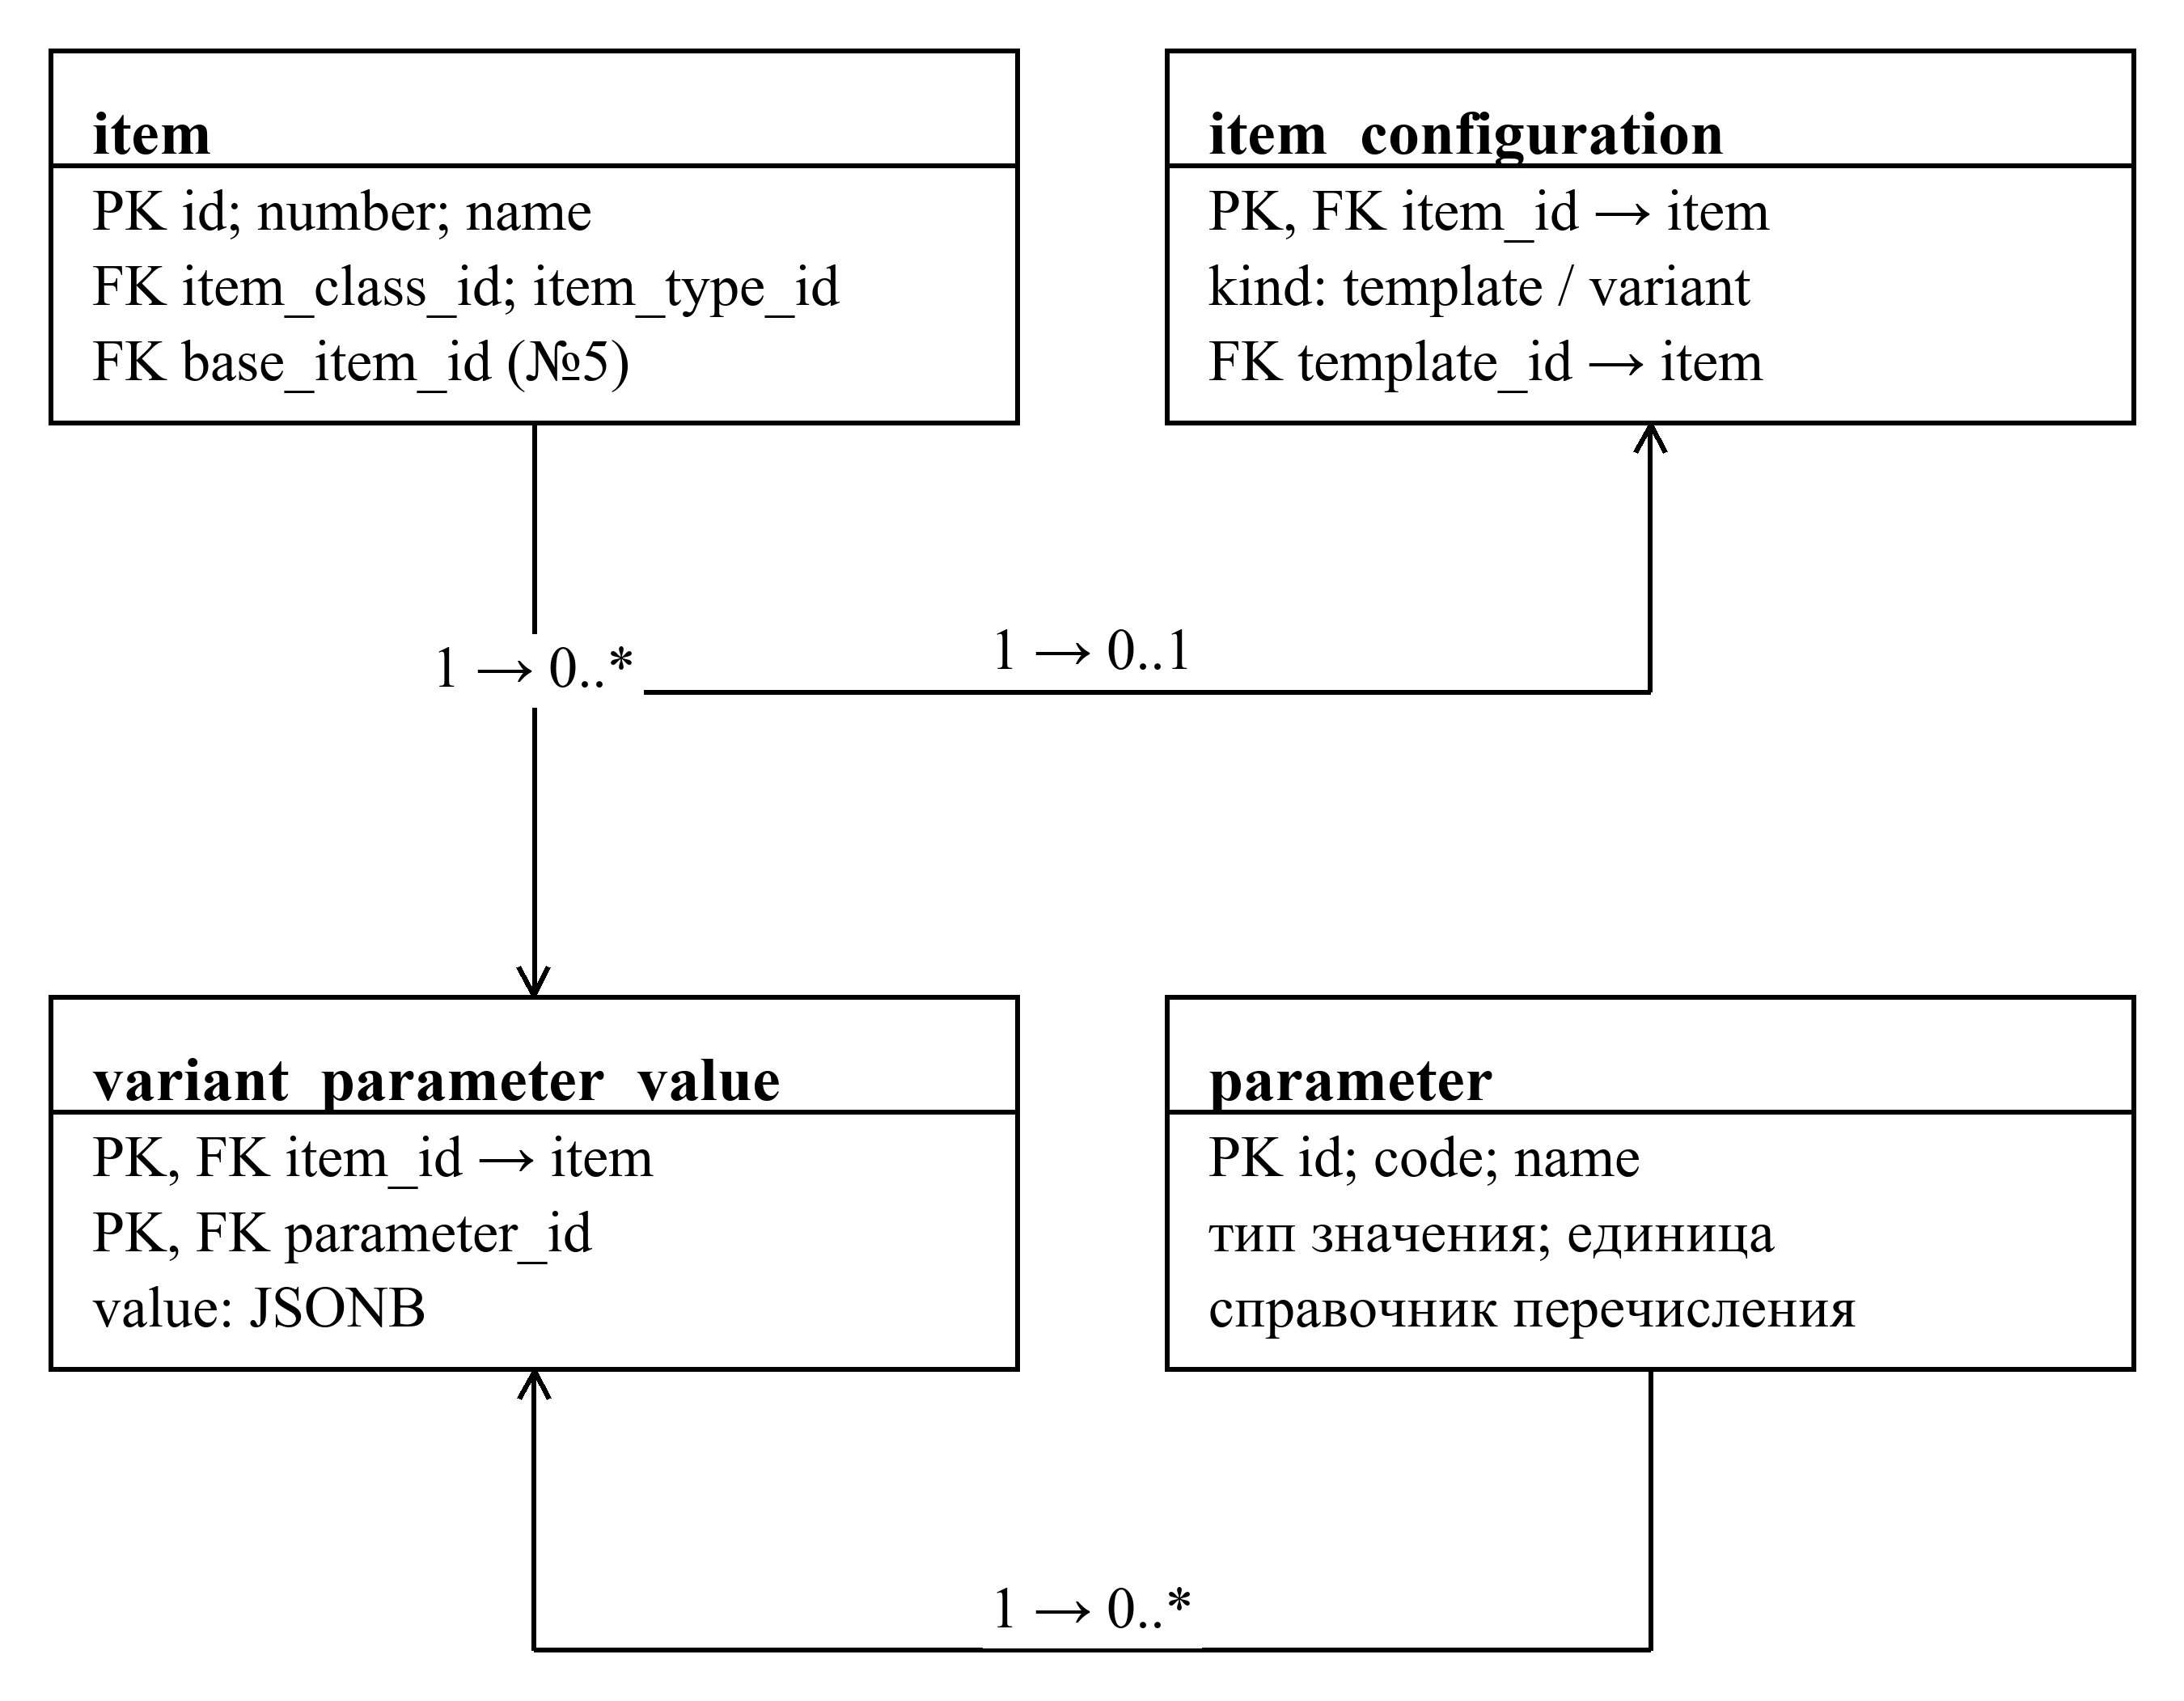 item
PK id; number; name
FK item_class_id; item_type_id
FK base_item_id (№5)
item_configuration
PK, FK item_id → item
kind: template / variant
FK template_id → item
1 → 0..*
1 → 0..1
variant_parameter_value
PK, FK item_id → item
PK, FK parameter_id
value: JSONB
parameter
PK id; code; name
тип значения; единица
справочник перечисления
1 → 0..*